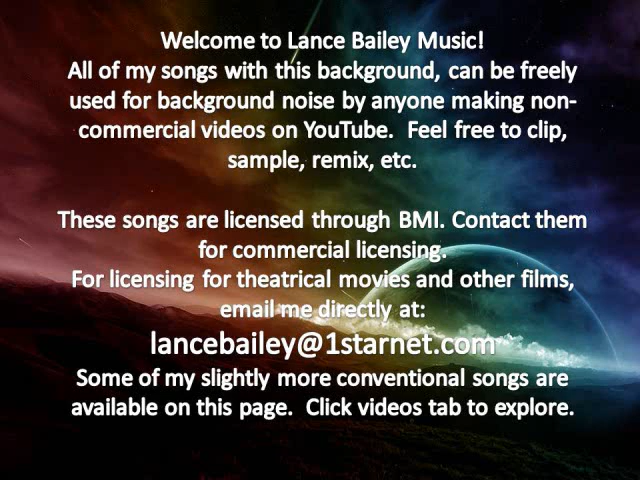 Welcome to Lance Bailey Music!
All of my songs with this background, can be freely
used for background noise by anyone making non-
commercial videos on YouTube.  Feel free to clip,
sample, remix, etc.
These songs are licensed through BMI. Contact them
for commercial licensing.
For licensing for theatrical movies and other films,
email me directly at:
lancebailey@1starnet.com
Some of my slightly more conventional songs are
available on this page.  Click videos tab to explore.